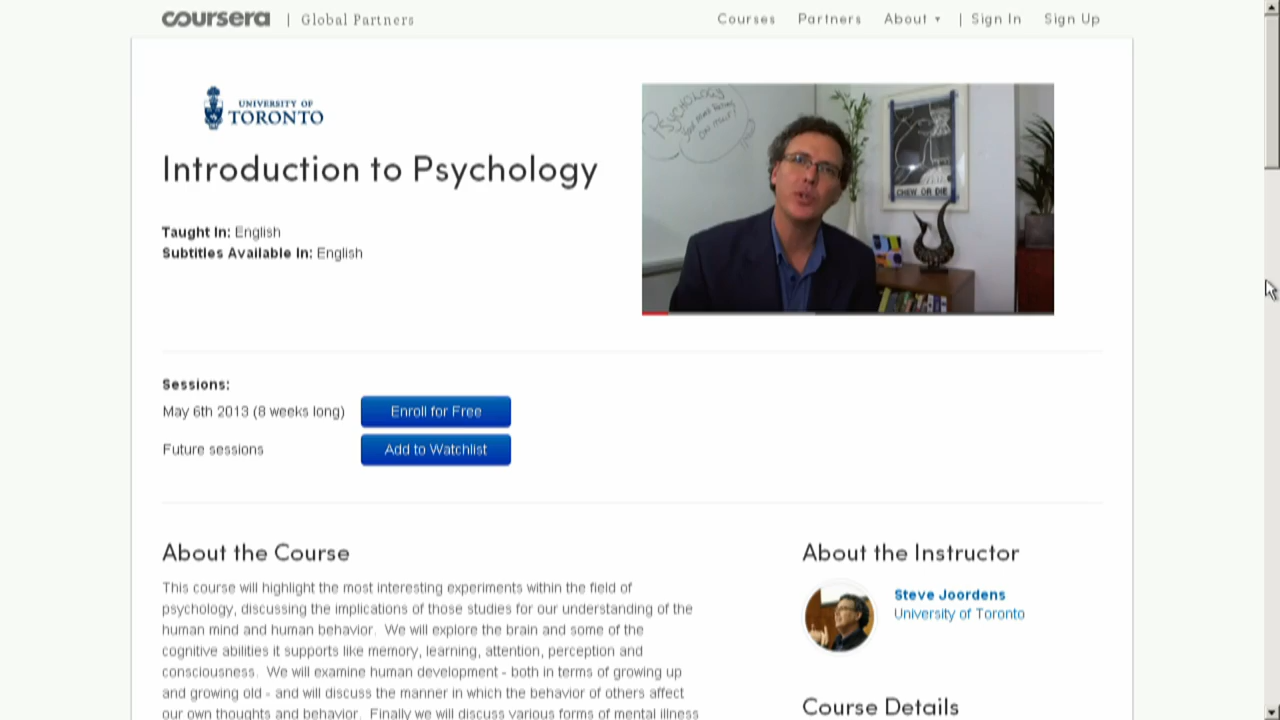 coursera | Global Partners
Courses Partners About ▾ | Sign In Sign Up
UNIVERSITY OF
TORONTO
Introduction to Psychology
PSYCHOLOGY
CHEW OR DIE
Taught In: English
Subtitles Available In: English
Sessions:
May 6th 2013 (8 weeks long) Enroll for Free
Future sessions Add to Watchlist
About the Course
This course will highlight the most interesting experiments within the field of
psychology, discussing the implications of those studies for our understanding of the
human mind and human behavior. We will explore the brain and some of the
cognitive abilities it supports like memory, learning, attention, perception and
consciousness. We will examine human development - both in terms of growing up
and growing old - and will discuss the manner in which the behavior of others affect
our own thoughts and behavior. Finally we will discuss various forms of mental illness
About the Instructor
Steve Joordens
University of Toronto
Course Details